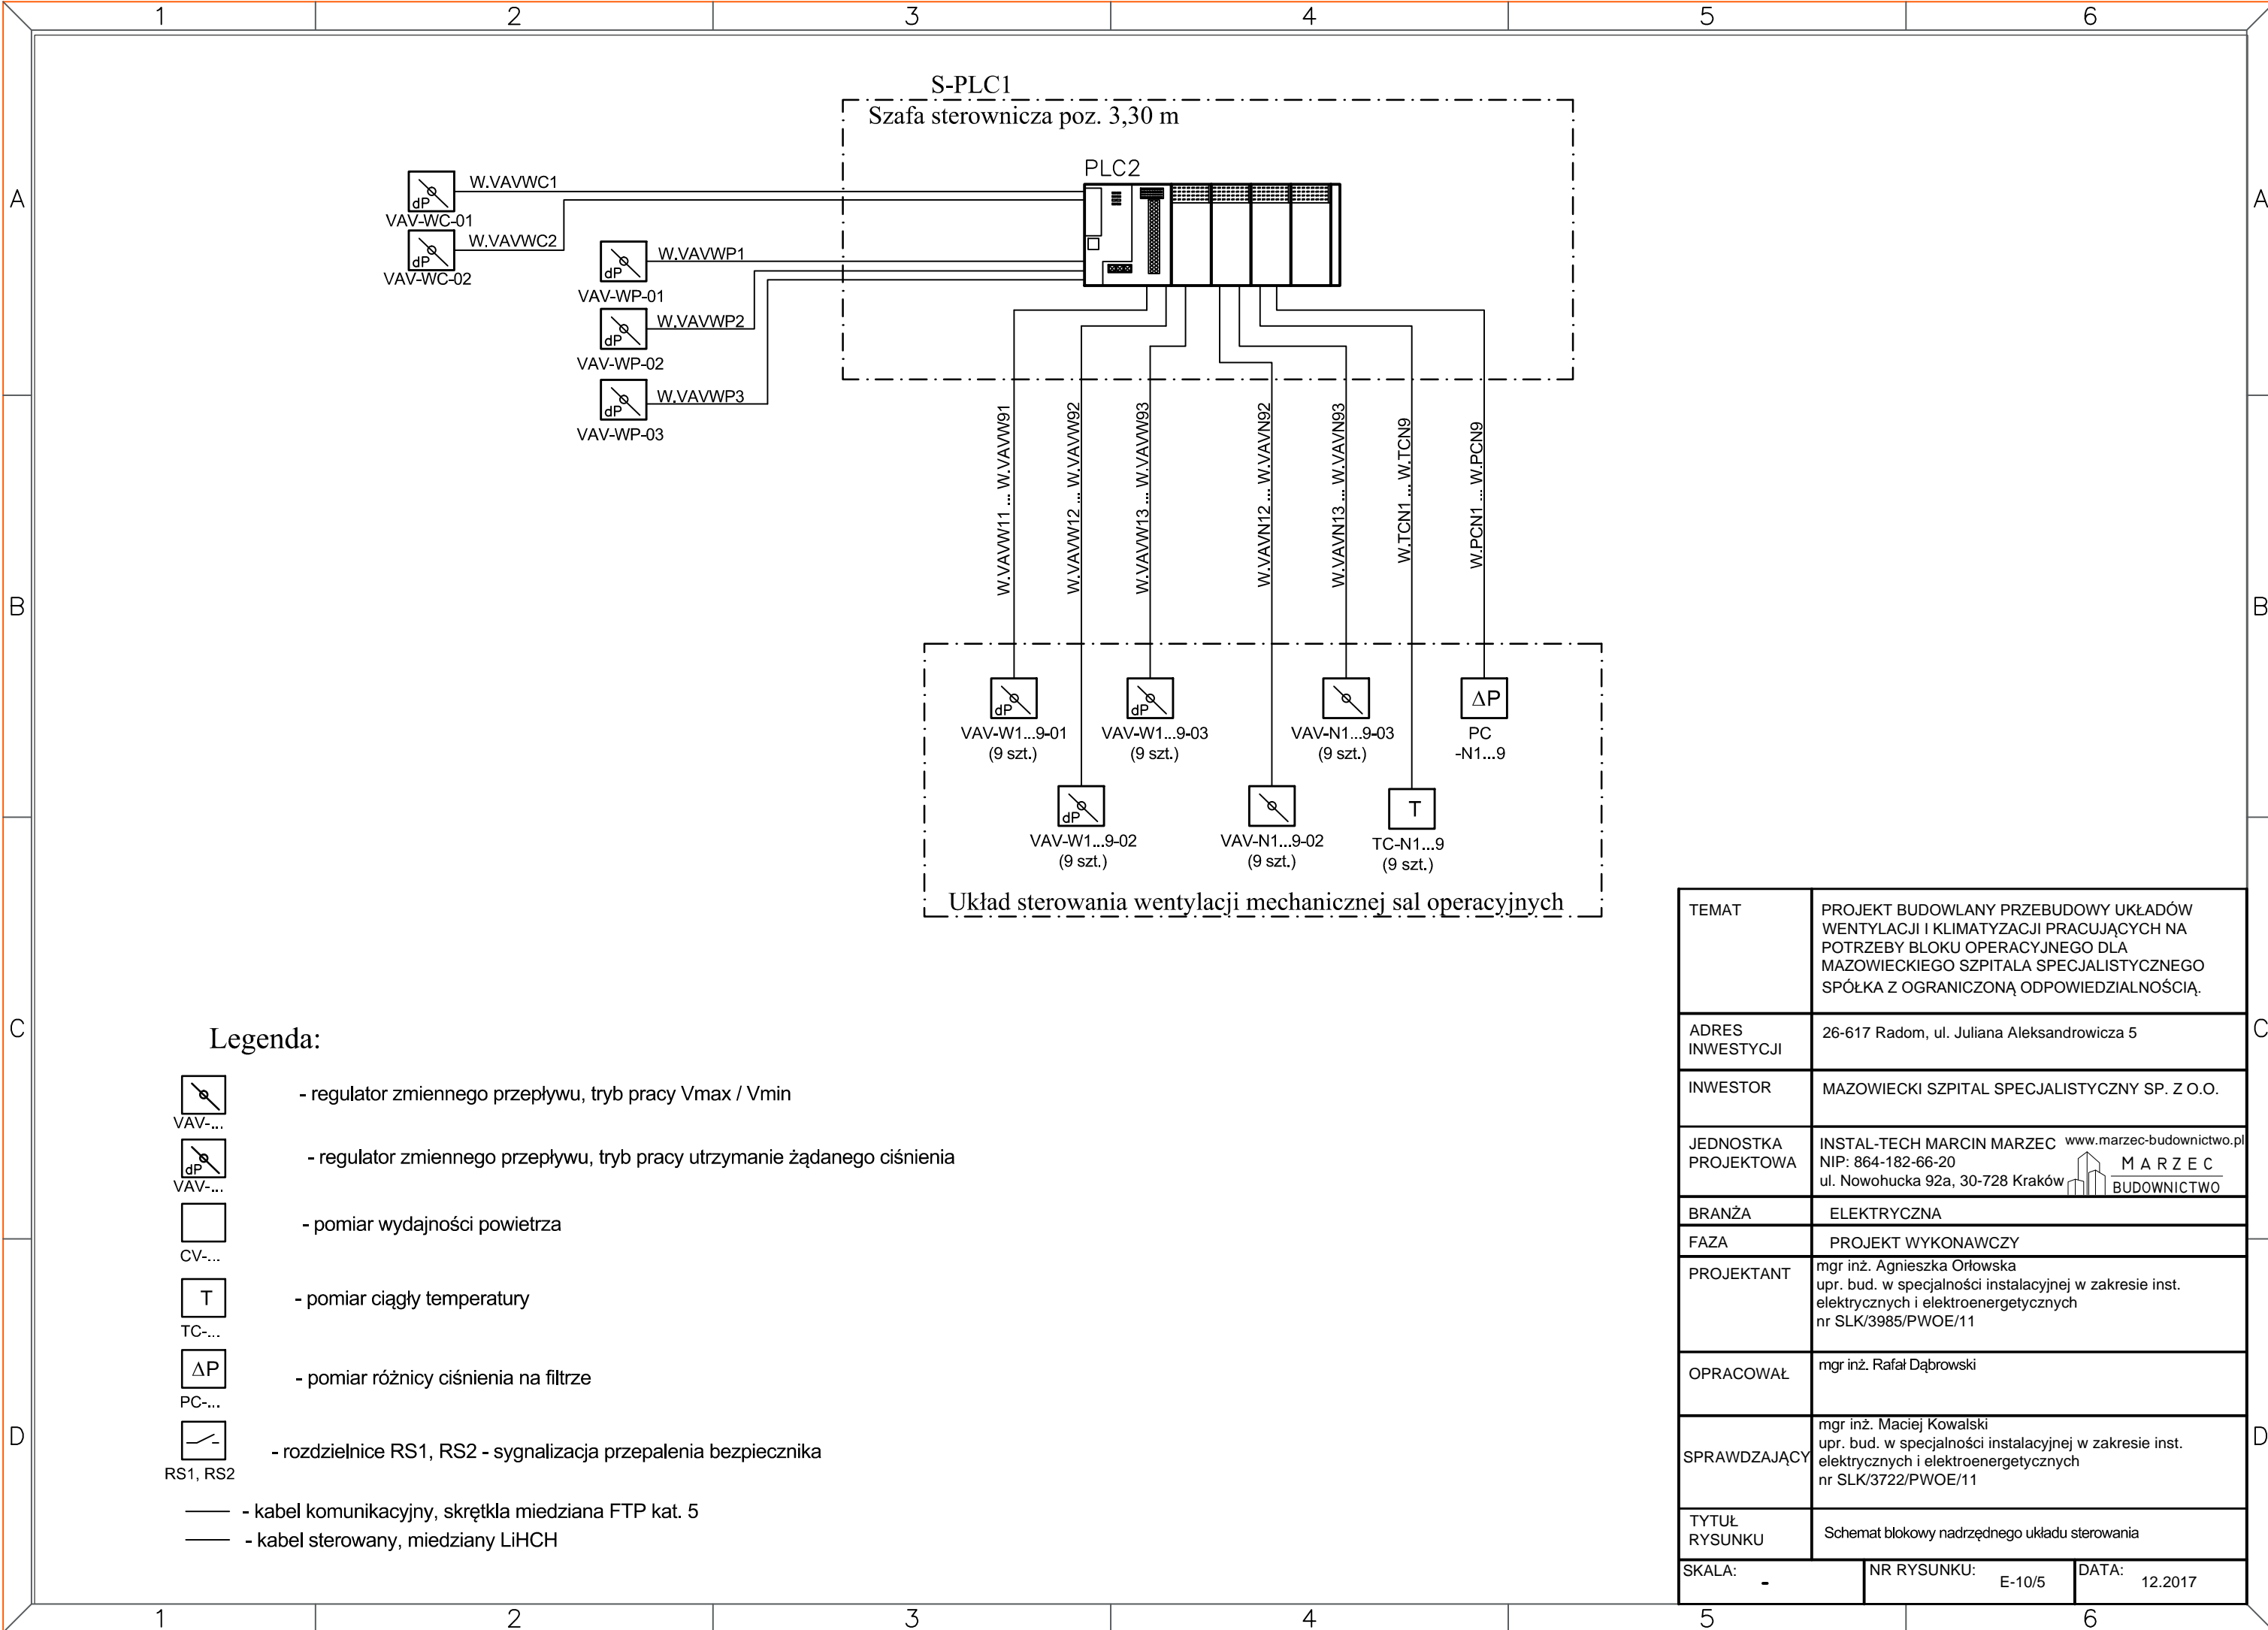 1 2 3 4 5 6
S-PLC1
Szafa sterownicza poz. 3,30 m
PLC2
A
A
W.VAVWC1
dP
VAV-WC-01
W.VAVWC2
dP
VAV-WC-02
W.VAVWP1
dP
VAV-WP-01
W.VAVWP2
dP
VAV-WP-02
W.VAVWP3
dP
VAV-WP-03
W.VAVW11 ... W.VAVW91
W.VAVW12 ... W.VAVW92
W.VAVW13 ... W.VAVW93
W.VAVN12 ... W.VAVN92
W.VAVN13 ... W.VAVN93
W.TCN1 ... W.TCN9
W.PCN1 ... W.PCN9
B
B
dP
VAV-W1...9-01
(9 szt.)
dP
VAV-W1...9-03
(9 szt.)
VAV-N1...9-03
(9 szt.)
ΔP
PC
-N1...9
dP
VAV-W1...9-02
(9 szt.)
VAV-N1...9-02
(9 szt.)
T
TC-N1...9
(9 szt.)
Układ sterowania wentylacji mechanicznej sal operacyjnych
C
C
Legenda:
VAV-...
- regulator zmiennego przepływu, tryb pracy Vmax / Vmin
dP
VAV-...
- regulator zmiennego przepływu, tryb pracy utrzymanie żądanego ciśnienia
CV-...
- pomiar wydajności powietrza
T
TC-...
- pomiar ciągły temperatury
ΔP
PC-...
- pomiar różnicy ciśnienia na filtrze
RS1, RS2
- rozdzielnice RS1, RS2 - sygnalizacja przepalenia bezpiecznika
- kabel komunikacyjny, skrętkla miedziana FTP kat. 5
- kabel sterowany, miedziany LiHCH
D
D
TEMAT
PROJEKT BUDOWLANY PRZEBUDOWY UKŁADÓW
WENTYLACJI I KLIMATYZACJI PRACUJĄCYCH NA
POTRZEBY BLOKU OPERACYJNEGO DLA
MAZOWIECKIEGO SZPITALA SPECJALISTYCZNEGO
SPÓŁKA Z OGRANICZONĄ ODPOWIEDZIALNOŚCIĄ.
ADRES
INWESTYCJI
26-617 Radom, ul. Juliana Aleksandrowicza 5
INWESTOR
MAZOWIECKI SZPITAL SPECJALISTYCZNY SP. Z O.O.
JEDNOSTKA
PROJEKTOWA
INSTAL-TECH MARCIN MARZEC www.marzec-budownictwo.pl
NIP: 864-182-66-20
ul. Nowohucka 92a, 30-728 Kraków
MARZEC
BUDOWNICTWO
BRANŻA
ELEKTRYCZNA
FAZA
PROJEKT WYKONAWCZY
PROJEKTANT
mgr inż. Agnieszka Orłowska
upr. bud. w specjalności instalacyjnej w zakresie inst.
elektrycznych i elektroenergetycznych
nr SLK/3985/PWOE/11
OPRACOWAŁ
mgr inż. Rafał Dąbrowski
SPRAWDZAJĄCY
mgr inż. Maciej Kowalski
upr. bud. w specjalności instalacyjnej w zakresie inst.
elektrycznych i elektroenergetycznych
nr SLK/3722/PWOE/11
TYTUŁ
RYSUNKU
Schemat blokowy nadrzędnego układu sterowania
SKALA: -
NR RYSUNKU: E-10/5
DATA: 12.2017
1 2 3 4 5 6